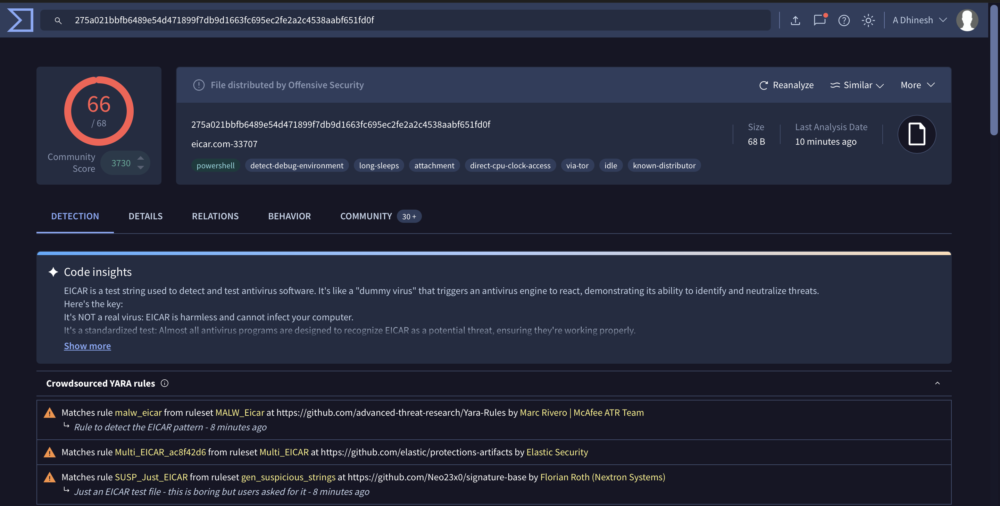 275a021bbfb6489e54d471899f7db9d1663fc695ec2fe2a2c4538aabf651fd0f
A Dhinesh
66
/ 68
Community
Score
3730
File distributed by Offensive Security
Reanalyze
Similar
More
275a021bbfb6489e54d471899f7db9d1663fc695ec2fe2a2c4538aabf651fd0f
eicar.com-33707
powershell detect-debug-environment long-sleeps attachment direct-cpu-clock-access via-tor idle known-distributor
Size
68 B
Last Analysis Date
10 minutes ago
DETECTION DETAILS RELATIONS BEHAVIOR COMMUNITY 30 +
Code insights
EICAR is a test string used to detect and test antivirus software. It's like a "dummy virus" that triggers an antivirus engine to react, demonstrating its ability to identify and neutralize threats.
Here's the key:
It's NOT a real virus: EICAR is harmless and cannot infect your computer.
It's a standardized test: Almost all antivirus programs are designed to recognize EICAR as a potential threat, ensuring they're working properly.
Show more
Crowdsourced YARA rules
Matches rule malw_eicar from ruleset MALW_Eicar at https://github.com/advanced-threat-research/Yara-Rules by Marc Rivero | McAfee ATR Team
Rule to detect the EICAR pattern - 8 minutes ago
Matches rule Multi_EICAR_ac8f42d6 from ruleset Multi_EICAR at https://github.com/elastic/protections-artifacts by Elastic Security
Matches rule SUSP_Just_EICAR from ruleset gen_suspicious_strings at https://github.com/Neo23x0/signature-base by Florian Roth (Nextron Systems)
Just an EICAR test file - this is boring but users asked for it - 8 minutes ago